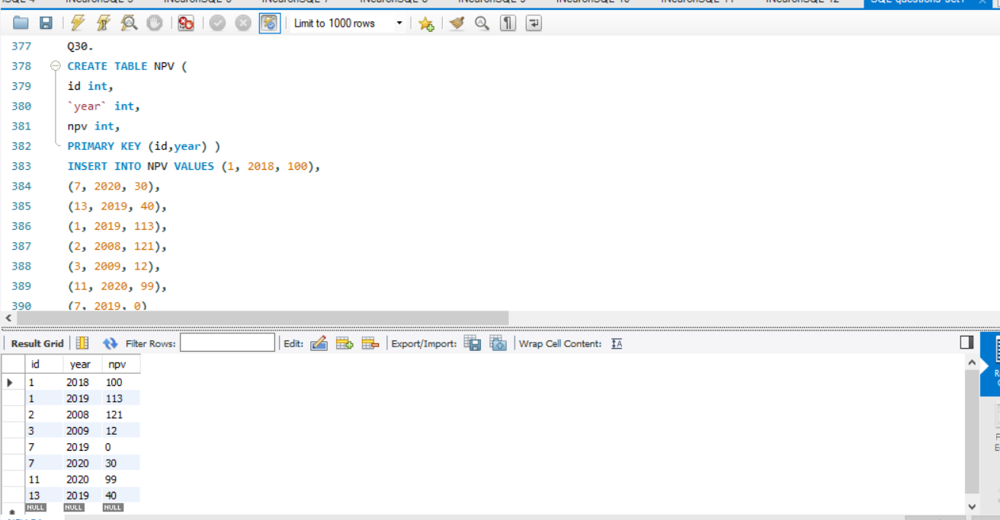 Limit to 1000 rows
377 Q30.
378 CREATE TABLE NPV (
379 id int,
380 `year` int,
381 npv int,
382 PRIMARY KEY (id,year) )
383 INSERT INTO NPV VALUES (1, 2018, 100),
384 (7, 2020, 30),
385 (13, 2019, 40),
386 (1, 2019, 113),
387 (2, 2008, 121),
388 (3, 2009, 12),
389 (11, 2020, 99),
390 (7, 2019, 0)
Result Grid Filter Rows: Edit: Export/Import: Wrap Cell Content:
id year npv
1 2018 100
1 2019 113
2 2008 121
3 2009 12
7 2019 0
7 2020 30
11 2020 99
13 2019 40
NULL NULL NULL